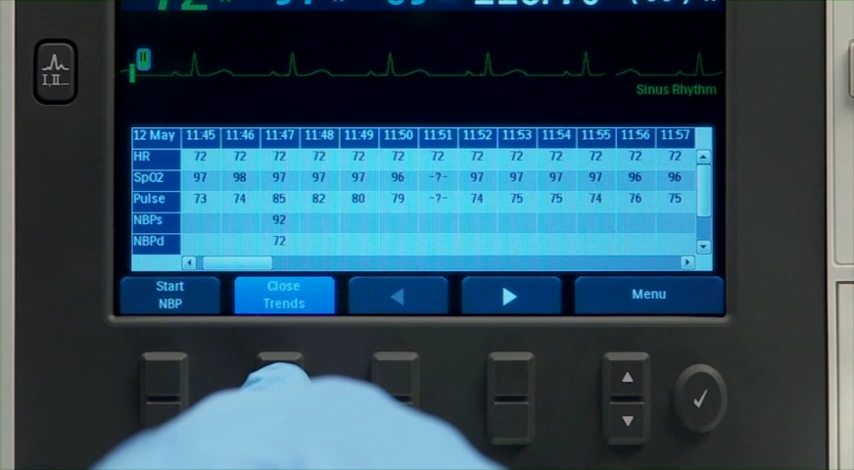 I,II...
Sinus Rhythm
12 May 11:45 11:46 11:47 11:48 11:49 11:50 11:51 11:52 11:53 11:54 11:55 11:56 11:57
HR 72 72 72 72 72 72 72 72 72 72 72 72 72
SpO2 97 98 97 97 97 96 -?- 97 97 97 97 96 96
Pulse 73 74 85 82 80 79 -?- 74 75 75 74 76 75
NBPs 92
NBPd 72
Start
NBP
Close
Trends
Menu